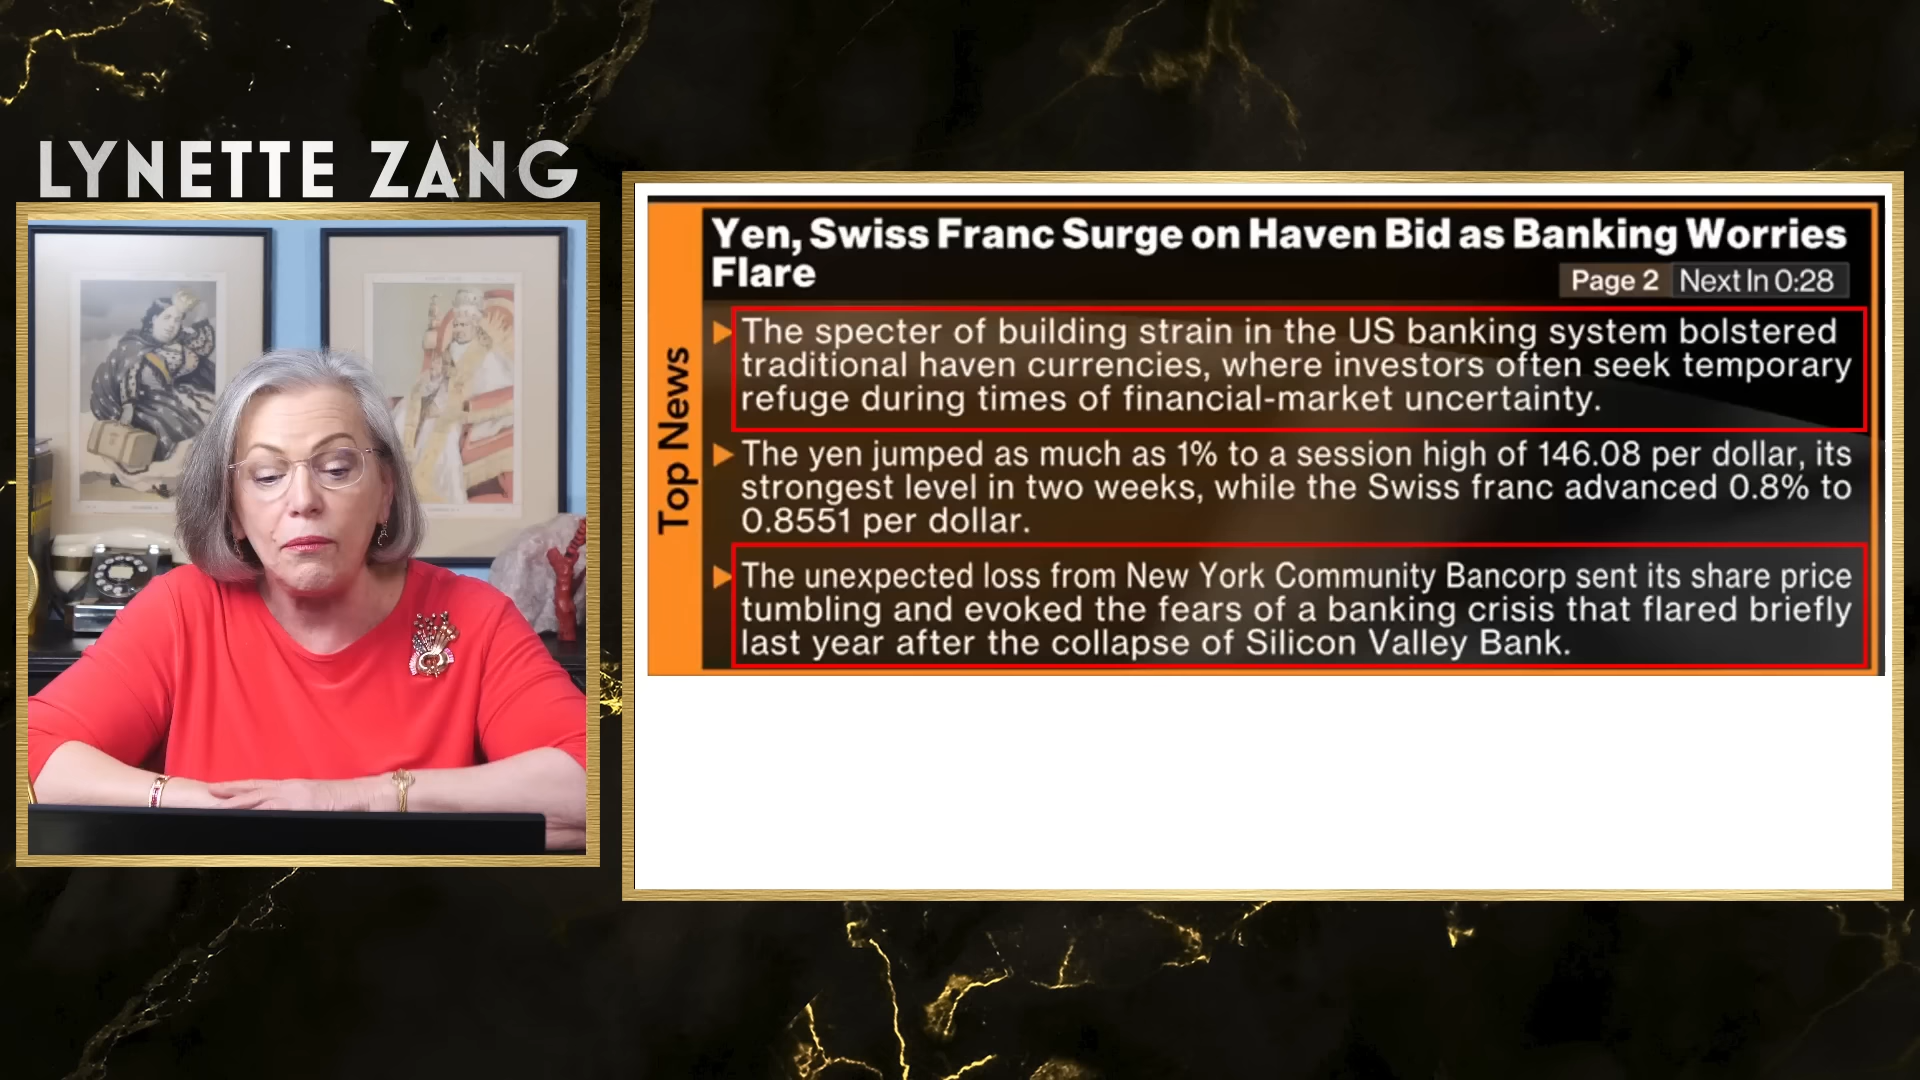 LYNETTE ZANG
Top News
Yen, Swiss Franc Surge on Haven Bid as Banking Worries
Flare
Page 2 Next In 0:28
The specter of building strain in the US banking system bolstered
traditional haven currencies, where investors often seek temporary
refuge during times of financial-market uncertainty.
The yen jumped as much as 1% to a session high of 146.08 per dollar, its
strongest level in two weeks, while the Swiss franc advanced 0.8% to
0.8551 per dollar.
The unexpected loss from New York Community Bancorp sent its share price
tumbling and evoked the fears of a banking crisis that flared briefly
last year after the collapse of Silicon Valley Bank.